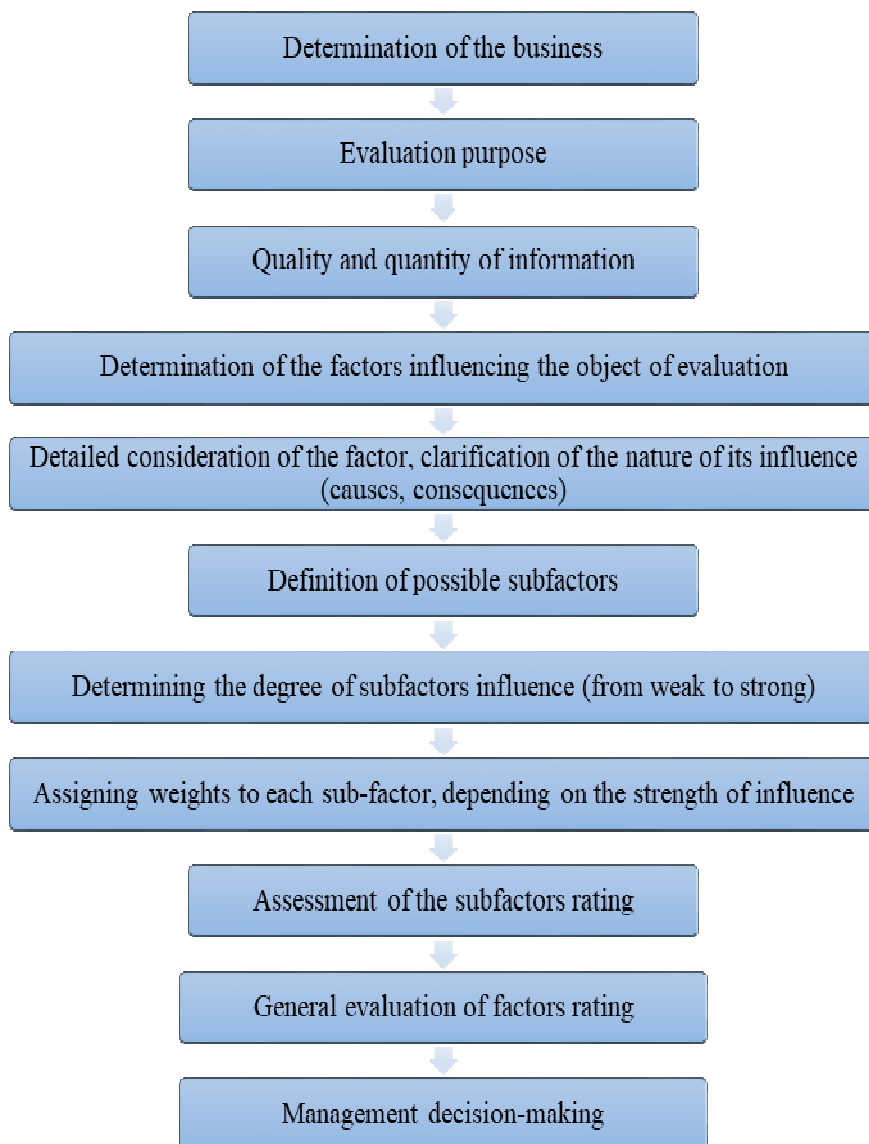 Determination of the business
Evaluation purpose
Quality and quantity of information
Determination of the factors influencing the object of evaluation
Detailed consideration of the factor, clarification of the nature of its influence
(causes, consequences)
Definition of possible subfactors
Determining the degree of subfactors influence (from weak to strong)
Assigning weights to each sub-factor, depending on the strength of influence
Assessment of the subfactors rating
General evaluation of factors rating
Management decision-making